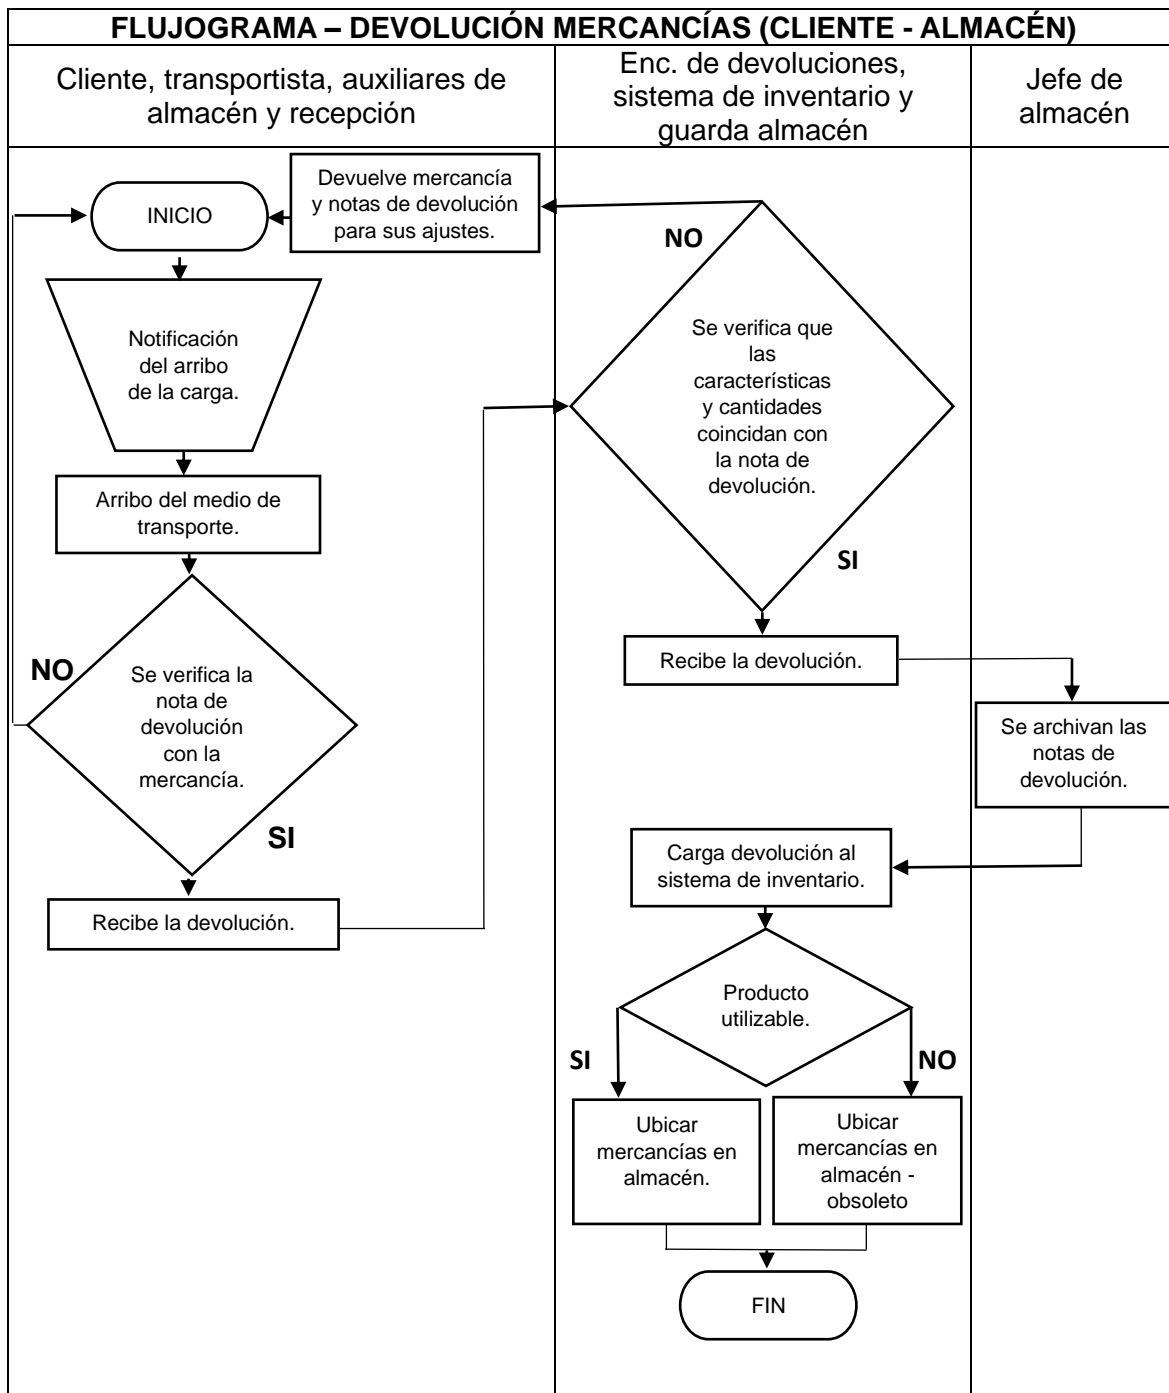 FLUJOGRAMA – DEVOLUCIÓN MERCANCÍAS (CLIENTE - ALMACÉN)
Cliente, transportista, auxiliares de
almacén y recepción
Enc. de devoluciones,
sistema de inventario y
guarda almacén
Jefe de
almacén
INICIO
Devuelve mercancía
y notas de devolución
para sus ajustes.
NO
Notificación
del arribo
de la carga.
Se verifica que
las
características
y cantidades
coincidan con
la nota de
devolución.
Arribo del medio de
transporte.
SI
NO
Se verifica la
nota de
devolución
con la
mercancía.
SI
Recibe la devolución.
Recibe la devolución.
Se archivan las
notas de
devolución.
Carga devolución al
sistema de inventario.
Producto
utilizable.
SI
NO
Ubicar
mercancías en
almacén.
Ubicar
mercancías en
almacén -
obsoleto
FIN